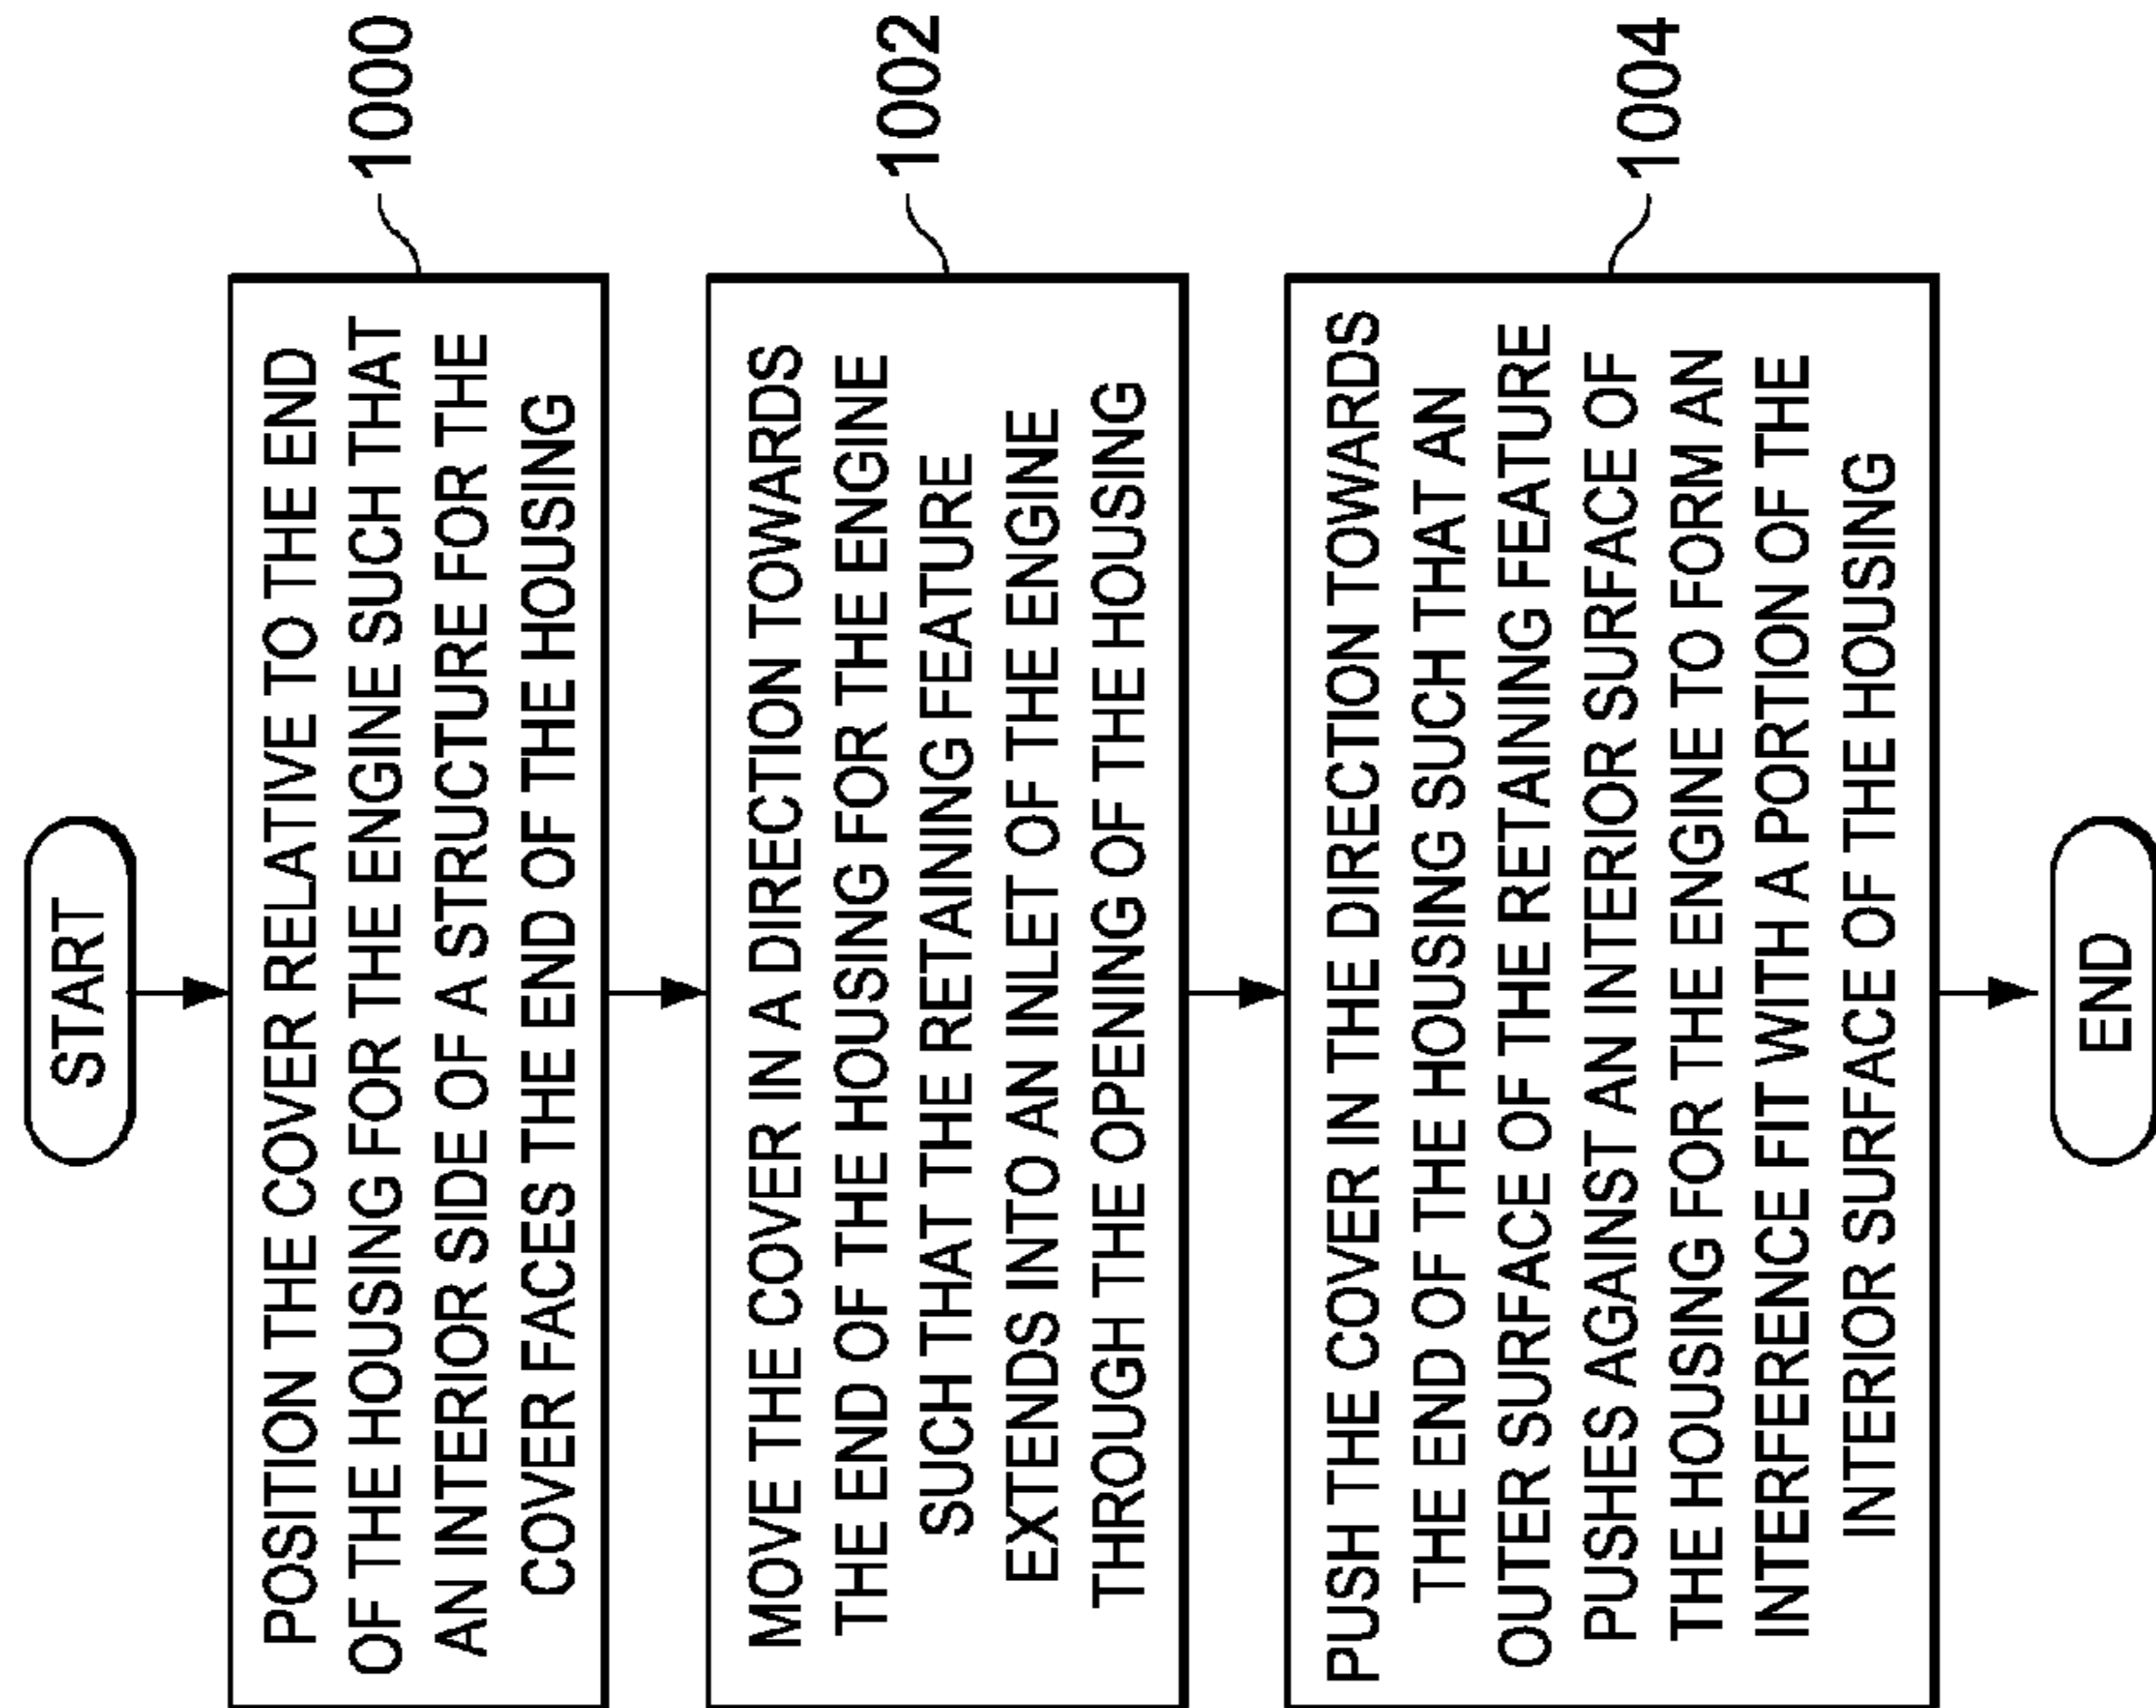 START
POSITION THE COVER RELATIVE TO THE END
OF THE HOUSING FOR THE ENGINE SUCH THAT
AN INTERIOR SIDE OF A STRUCTURE FOR THE
COVER FACES THE END OF THE HOUSING
1000
MOVE THE COVER IN A DIRECTION TOWARDS
THE END OF THE HOUSING FOR THE ENGINE
SUCH THAT THE RETAINING FEATURE
EXTENDS INTO AN INLET OF THE ENGINE
THROUGH THE OPENING OF THE HOUSING
1002
PUSH THE COVER IN THE DIRECTION TOWARDS
THE END OF THE HOUSING SUCH THAT AN
OUTER SURFACE OF THE RETAINING FEATURE
PUSHES AGAINST AN INTERIOR SURFACE OF
THE HOUSING FOR THE ENGINE TO FORM AN
INTERFERENCE FIT WITH A PORTION OF THE
INTERIOR SURFACE OF THE HOUSING
1004
END